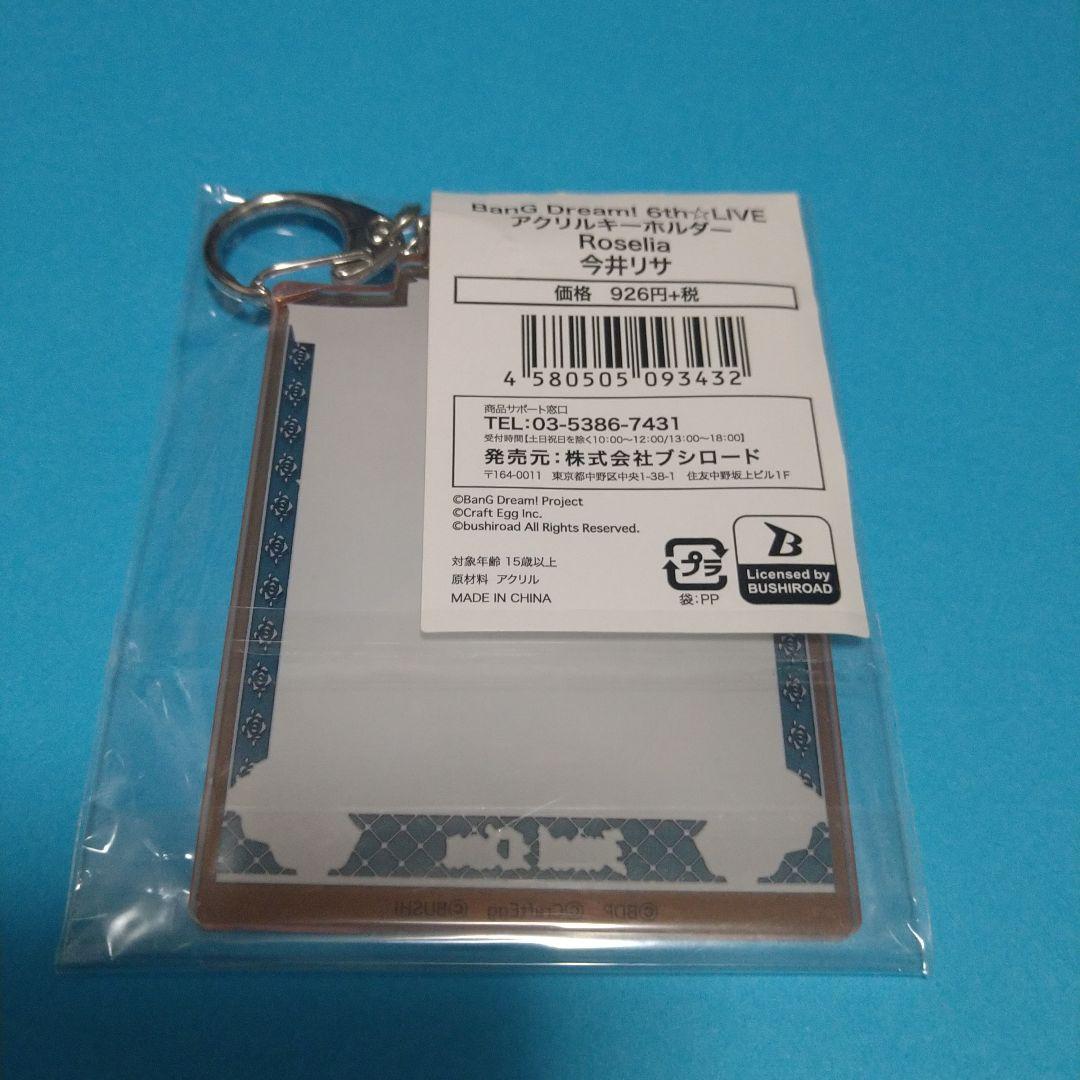 BanG Dream! 6th☆LIVE
アクリルキーホルダー
Roselia
今井リサ
価格 926円+税
4 580505 093432
商品サポート窓口
TEL:03-5386-7431
受付時間【土日祝日を除く10:00〜12:00/13:00〜18:00】
発売元:株式会社ブシロード
〒164-0011 東京都中野区中央1-38-1 住友中野坂上ビル1F
©BanG Dream! Project
©Craft Egg Inc.
©bushiroad All Rights Reserved.
対象年齢 15歳以上
原材料 アクリル
MADE IN CHINA
プラ
袋:PP
B
Licensed by
BUSHIROAD
©BDP ©CraftEgg ©BUSHI